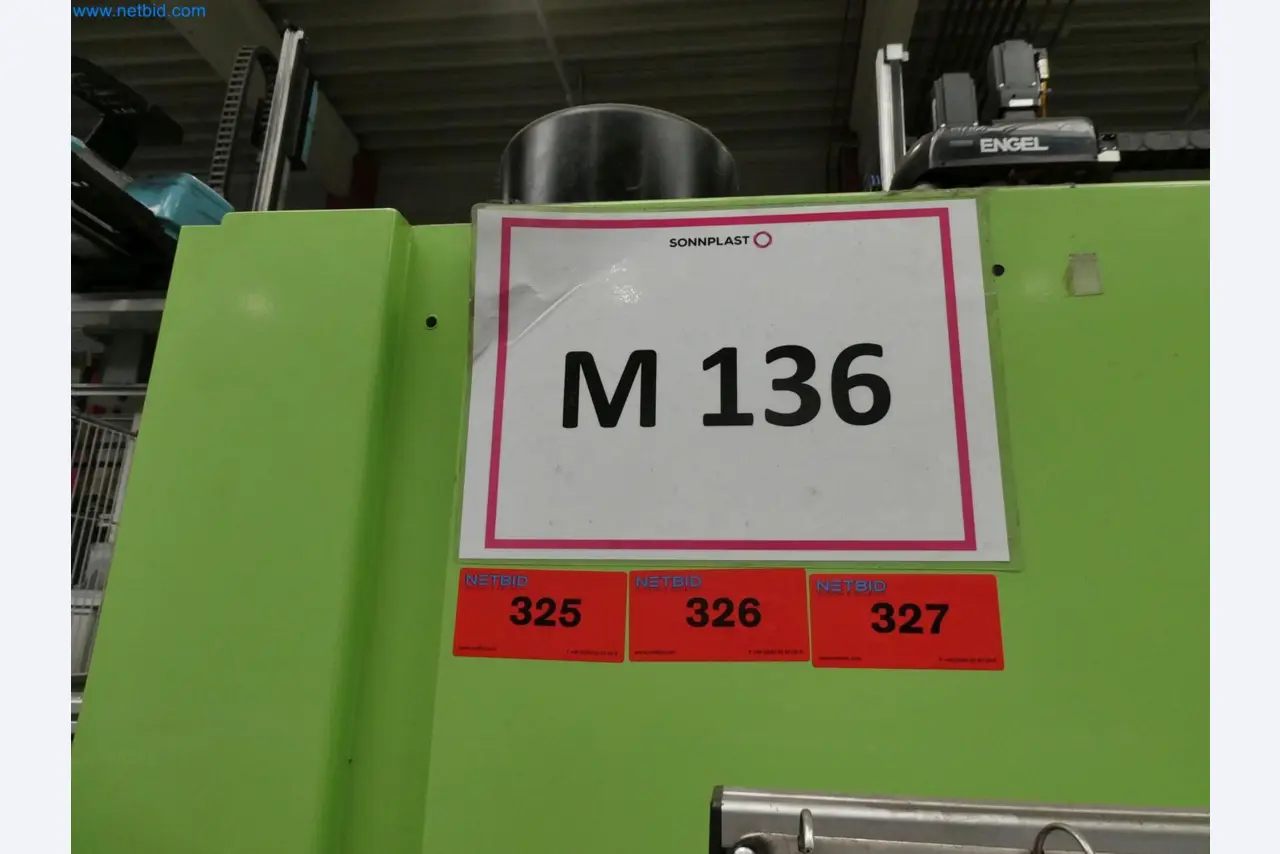 www.netbid.com
ENGEL
SONNPLAST
M 136
NETBID
325
NETBID
326
NETBID
327